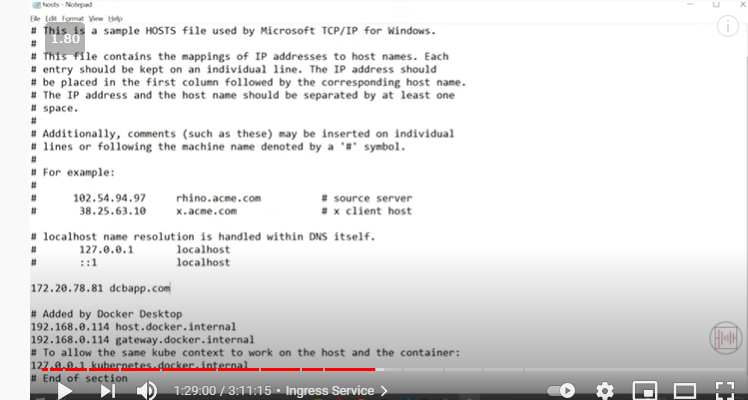 hosts - Notepad
File Edit Format View Help
# This is a sample HOSTS file used by Microsoft TCP/IP for Windows.
1.80
#
# This file contains the mappings of IP addresses to host names. Each
# entry should be kept on an individual line. The IP address should
# be placed in the first column followed by the corresponding host name.
# The IP address and the host name should be separated by at least one
# space.
#
# Additionally, comments (such as these) may be inserted on individual
# lines or following the machine name denoted by a '#' symbol.
#
# For example:
#
# 102.54.94.97 rhino.acme.com # source server
# 38.25.63.10 x.acme.com # x client host

# localhost name resolution is handled within DNS itself.
# 127.0.0.1 localhost
# ::1 localhost

172.20.78.81 dcbapp.com

# Added by Docker Desktop
192.168.0.114 host.docker.internal
192.168.0.114 gateway.docker.internal
# To allow the same kube context to work on the host and the container:
127.0.0.1 kubernetes.docker.internal
# End of section
1:29:00 / 3:11:15 • Ingress Service >